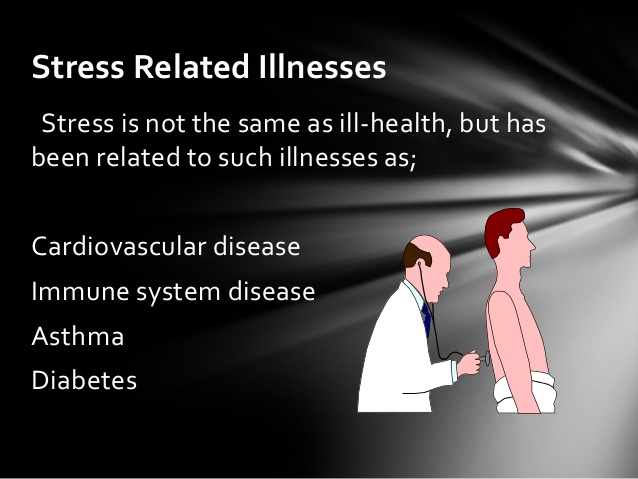 Stress Related Illnesses
Stress is not the same as ill-health, but has
been related to such illnesses as;
Cardiovascular disease
Immune system disease
Asthma
Diabetes